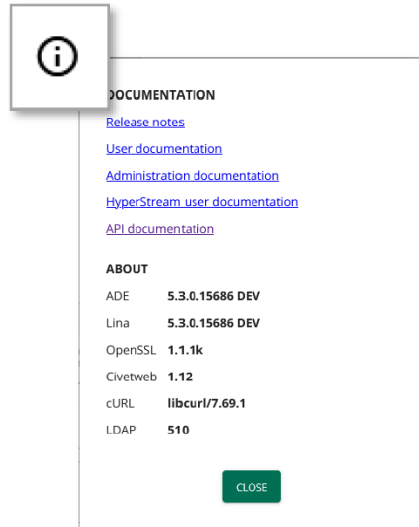 DOCUMENTATION
Release notes
User documentation
Administration documentation
HyperStream user documentation
API documentation
ABOUT
ADE 5.3.0.15686 DEV
Lina 5.3.0.15686 DEV
OpenSSL 1.1.1k
Civetweb 1.12
cURL libcurl/7.69.1
LDAP 510
CLOSE